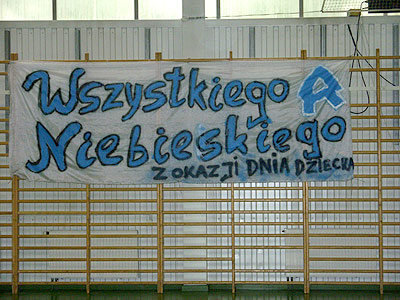 Wszystkiego R
Niebieskiego
Z OKAZJI DNIA DZIECKA